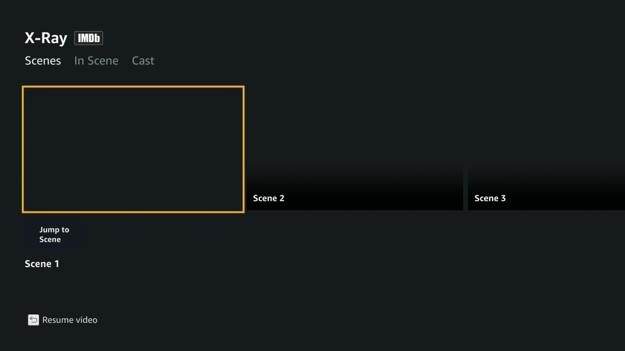 X-Ray IMDb
Scenes In Scene Cast
Scene 2 Scene 3
Jump to
Scene
Scene 1
Resume video